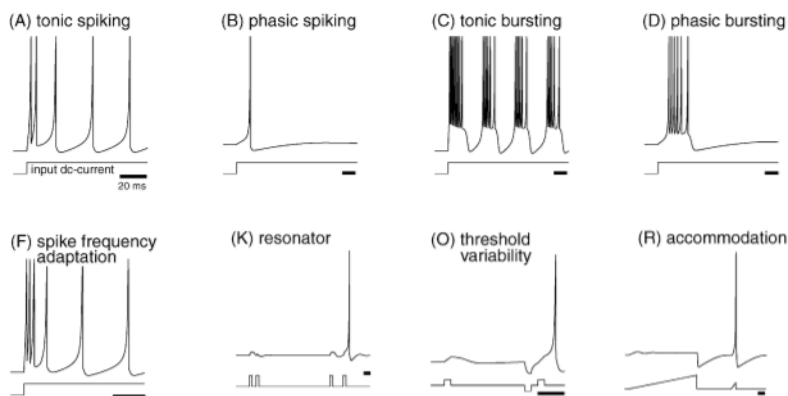 (A) tonic spiking
(B) phasic spiking
(C) tonic bursting
(D) phasic bursting
input dc-current
20 ms
(F) spike frequency
adaptation
(K) resonator
(O) threshold
variability
(R) accommodation